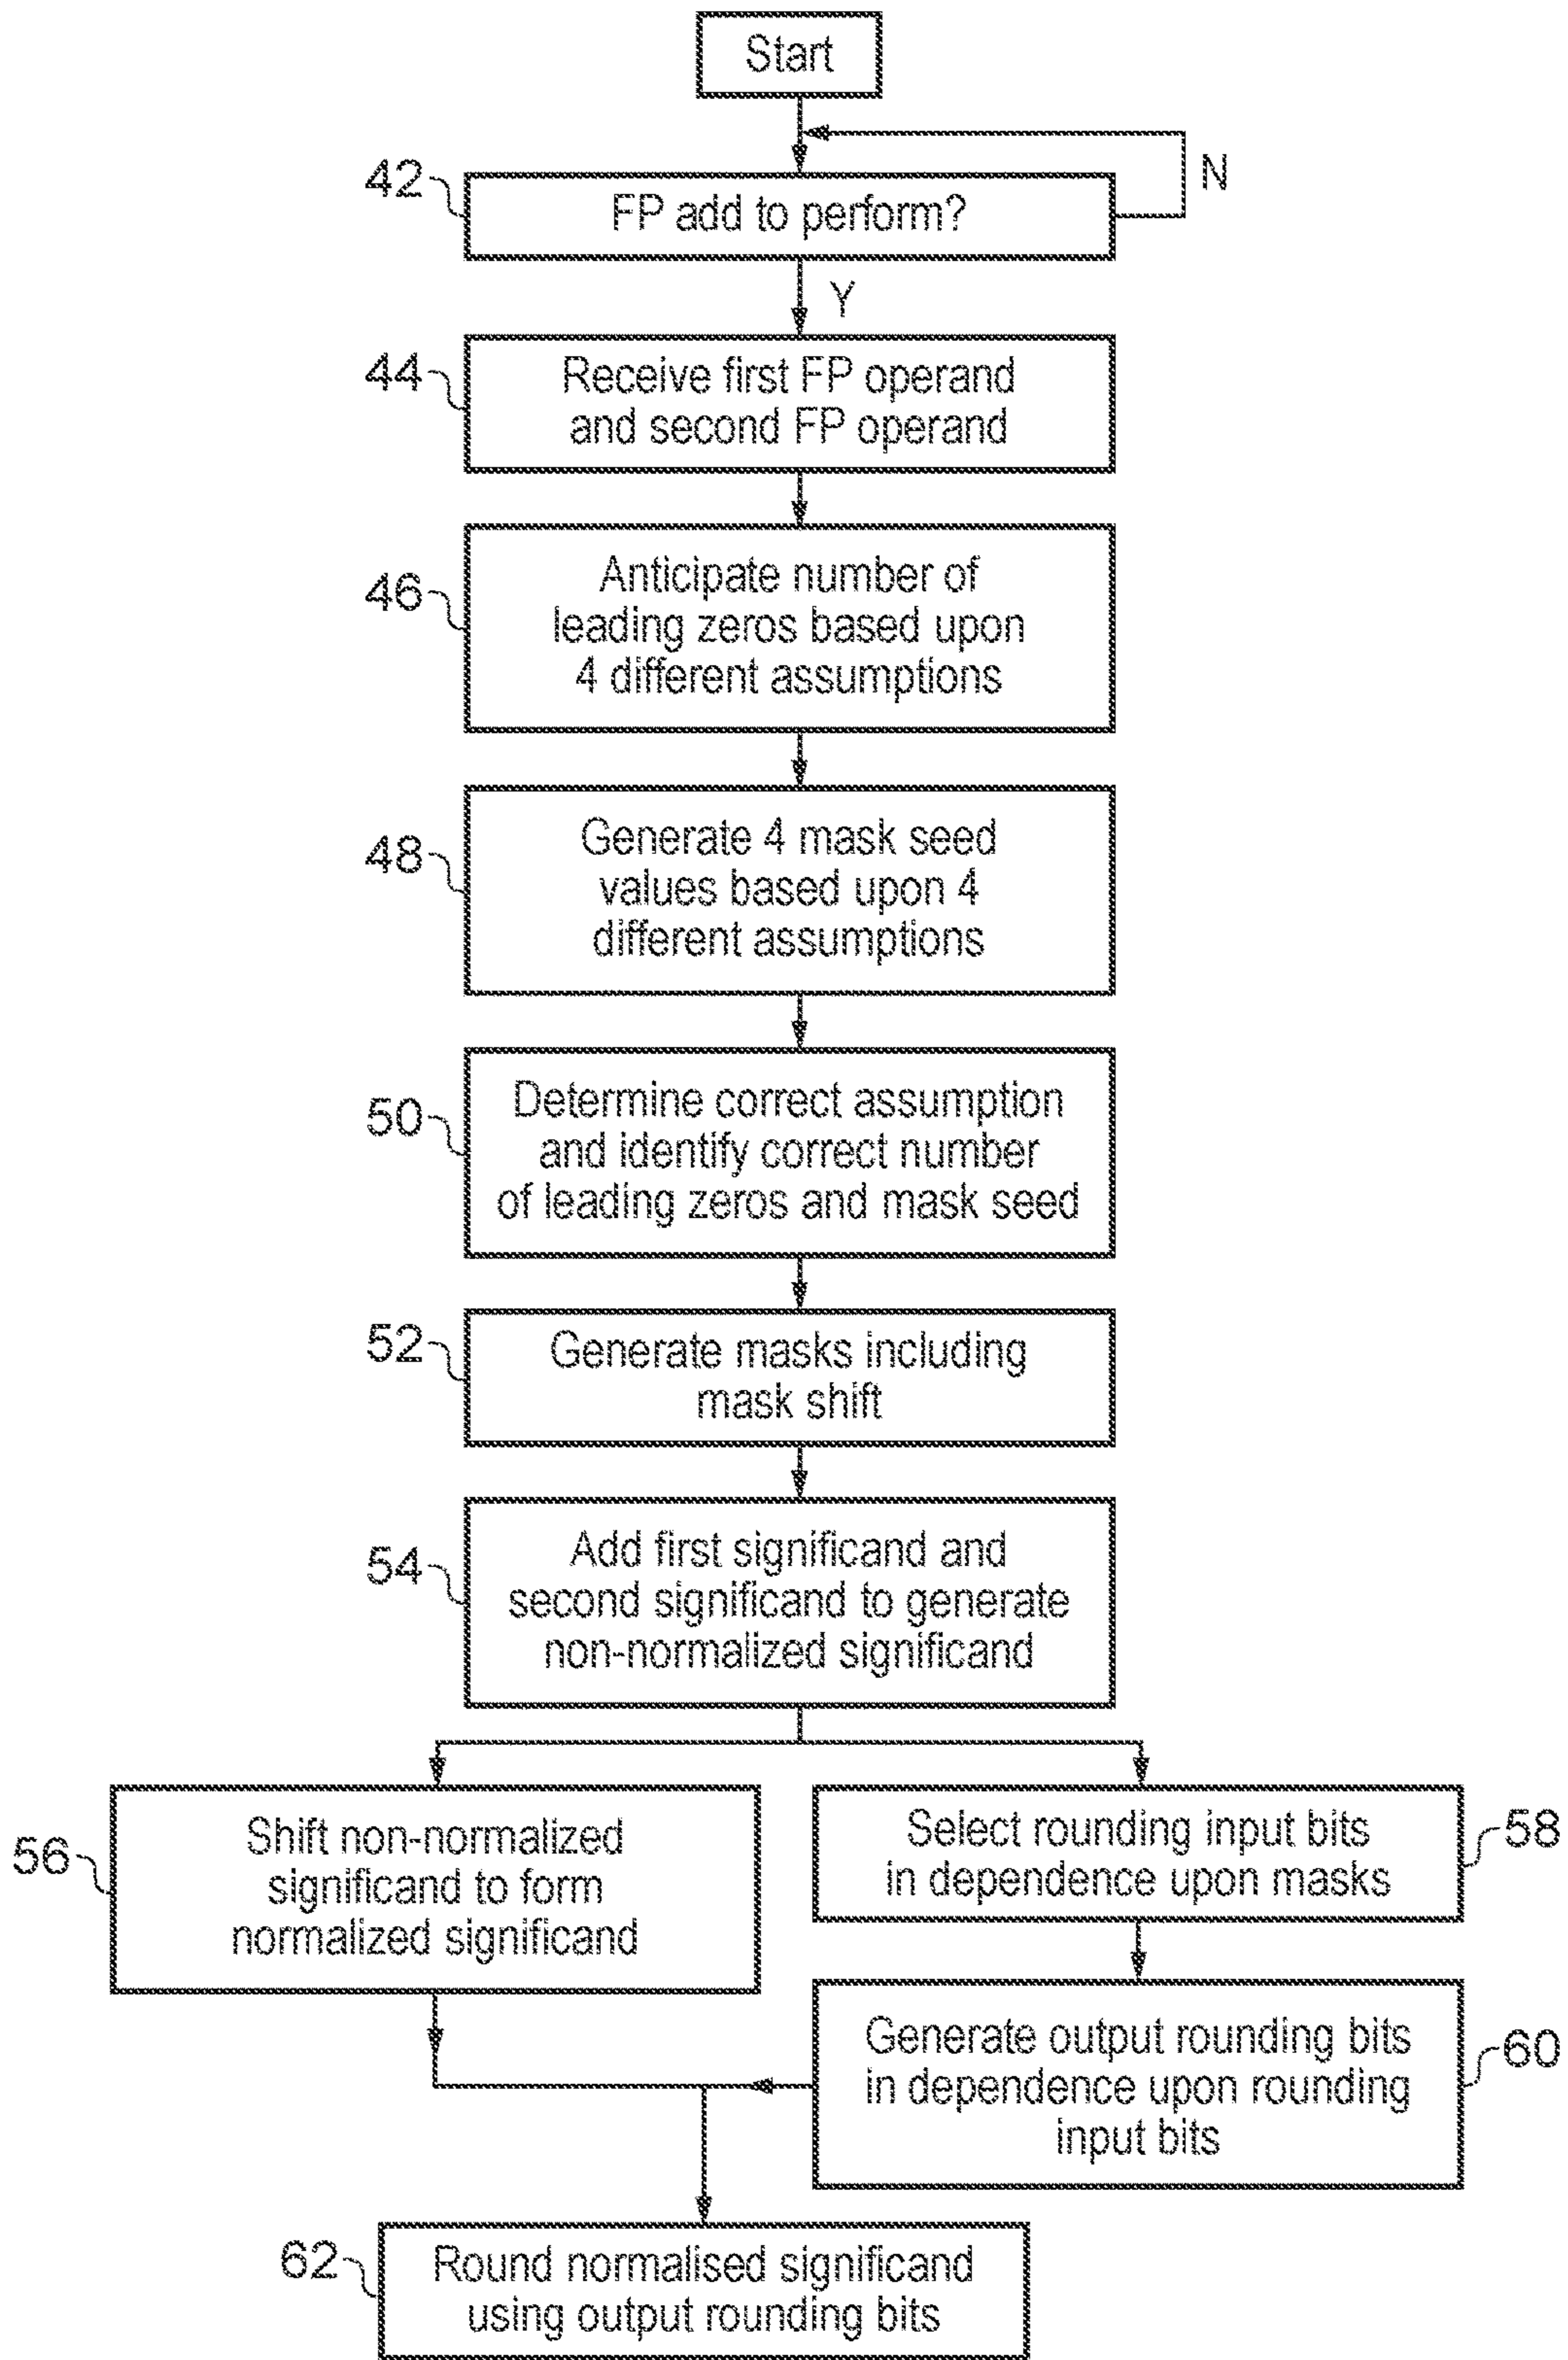 Start
42
FP add to perform?
N
Y
44
Receive first FP operand
and second FP operand
46
Anticipate number of
leading zeros based upon
4 different assumptions
48
Generate 4 mask seed
values based upon 4
different assumptions
50
Determine correct assumption
and identify correct number
of leading zeros and mask seed
52
Generate masks including
mask shift
54
Add first significand and
second significand to generate
non-normalized significand
56
Shift non-normalized
significand to form
normalized significand
Select rounding input bits
in dependence upon masks
58
Generate output rounding bits
in dependence upon rounding
input bits
60
62
Round normalised significand
using output rounding bits